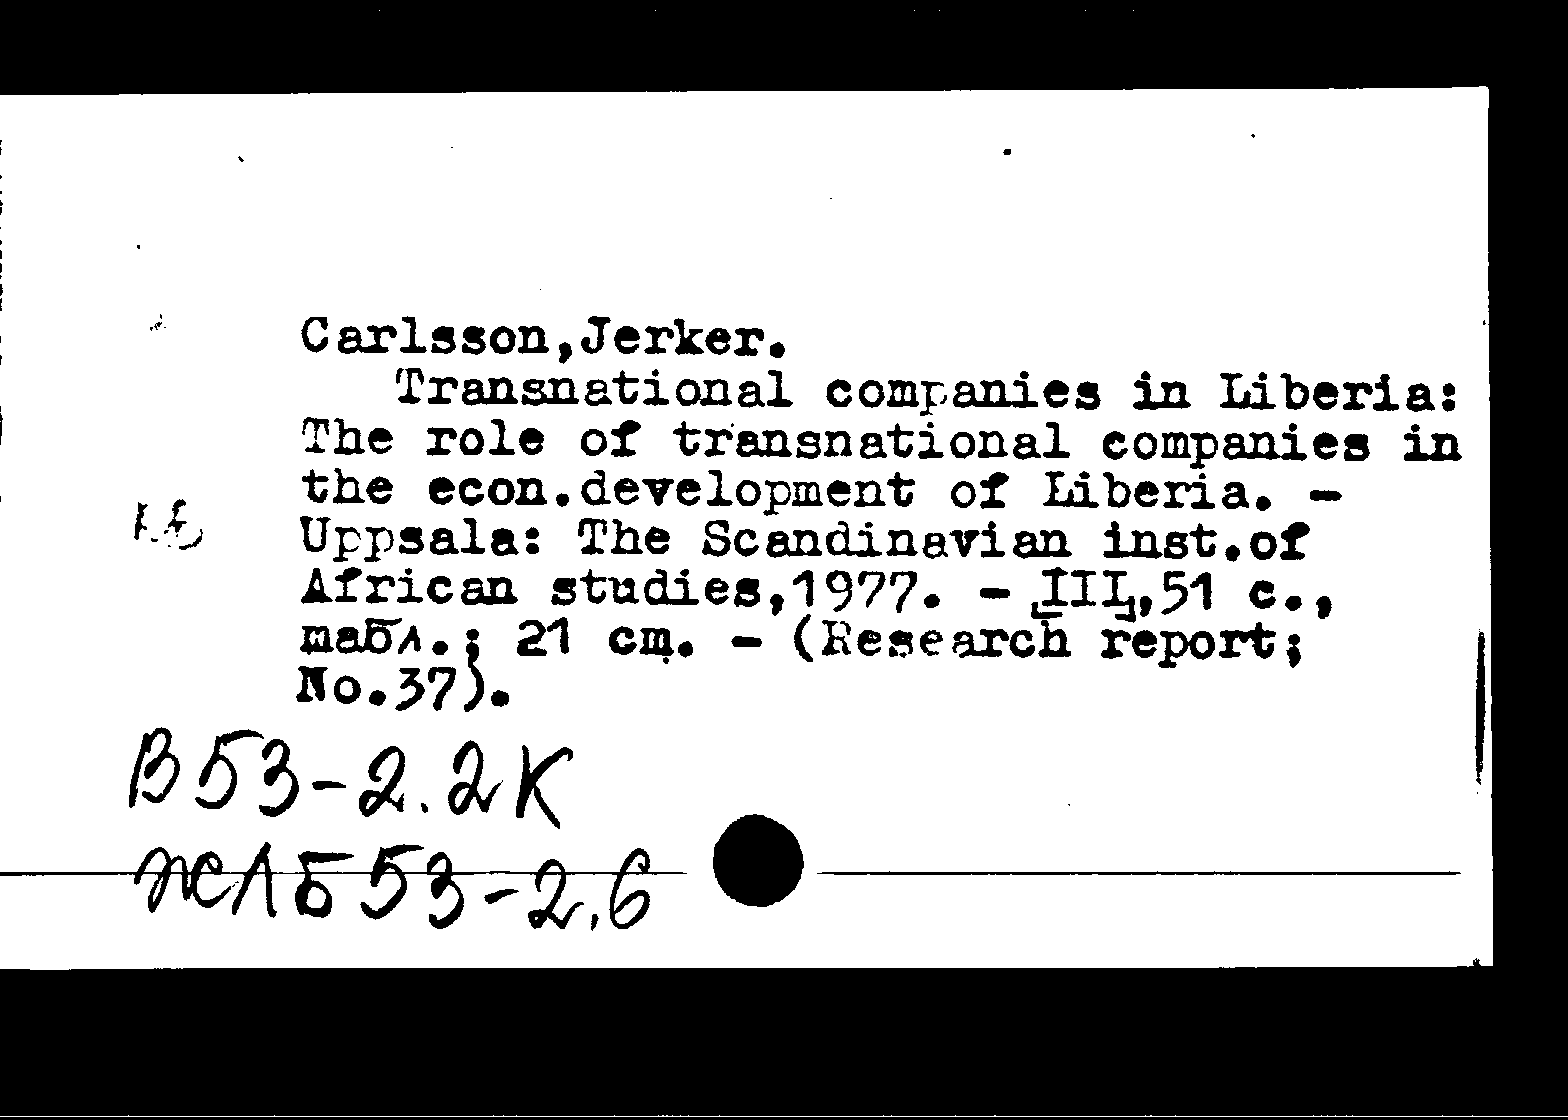 Carlsson,Jerker.
Transnational companies in Liberia:
The role of transnational companies in
the econ.development of Liberia. -
Uppsala: The Scandinavian inst.of
African studies,1977. - [III],51 c.,
табл.; 21 cm. - (Research report;
No.37).
В53-2.2К
ЖЛБ53-2.6